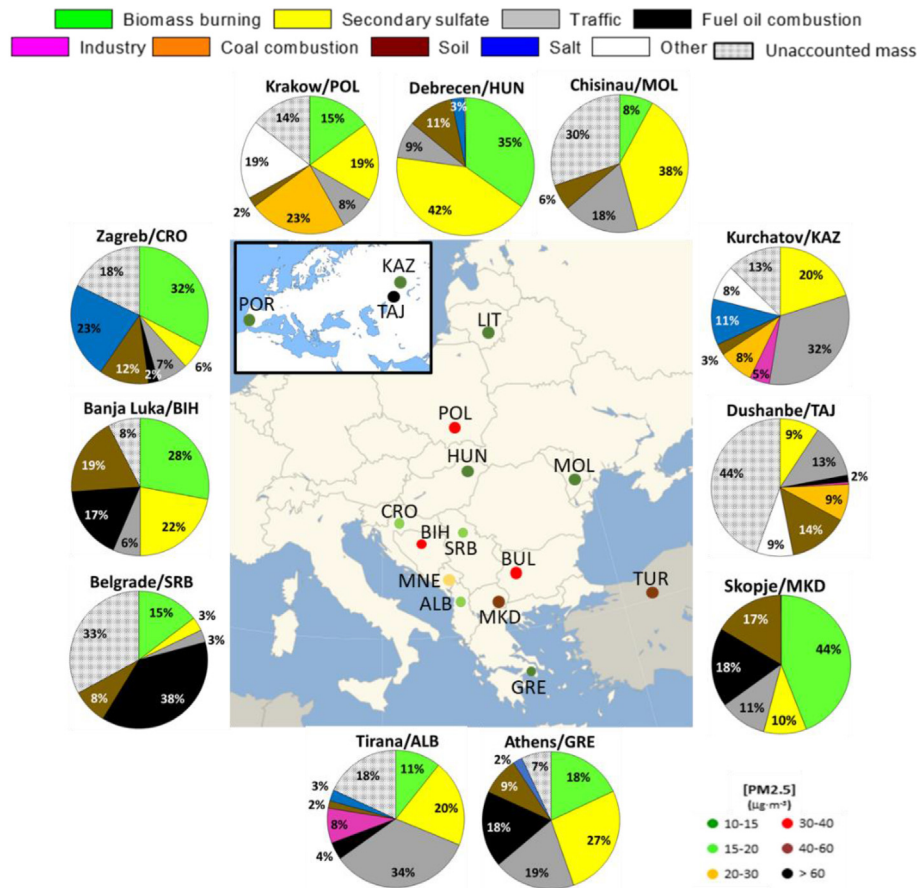 Biomass burning Secondary sulfate Traffic Fuel oil combustion
Industry Coal combustion Soil Salt Other Unaccounted mass
Krakow/POL
14% 15%
19% 19%
2% 23% 8%
Debrecen/HUN
3%
11% 35%
9%
42%
Chisinau/MOL
8%
30%
38%
6%
18%
Zagreb/CRO
18% 32%
23%
12% 2% 7% 6%
KAZ
POR TAJ
LIT
POL
HUN
MOL
CRO
BIH
SRB
BUL
MNE
TUR
ALB MKD
GRE
Kurchatov/KAZ
13% 20%
8%
11%
3% 8% 5% 32%
Banja Luka/BIH
8%
19% 28%
17%
6% 22%
Dushanbe/TAJ
9%
44% 13%
2%
9%
14%
9%
Belgrade/SRB
15% 3%
33% 3%
8% 38%
Skopje/MKD
17%
44%
18%
11% 10%
Tirana/ALB
18% 11%
3%
2% 20%
8%
4% 34%
Athens/GRE
2% 7%
9% 18%
18%
27%
19%
[PM2.5]
(μg·m⁻³)
10-15 30-40
15-20 40-60
20-30 > 60